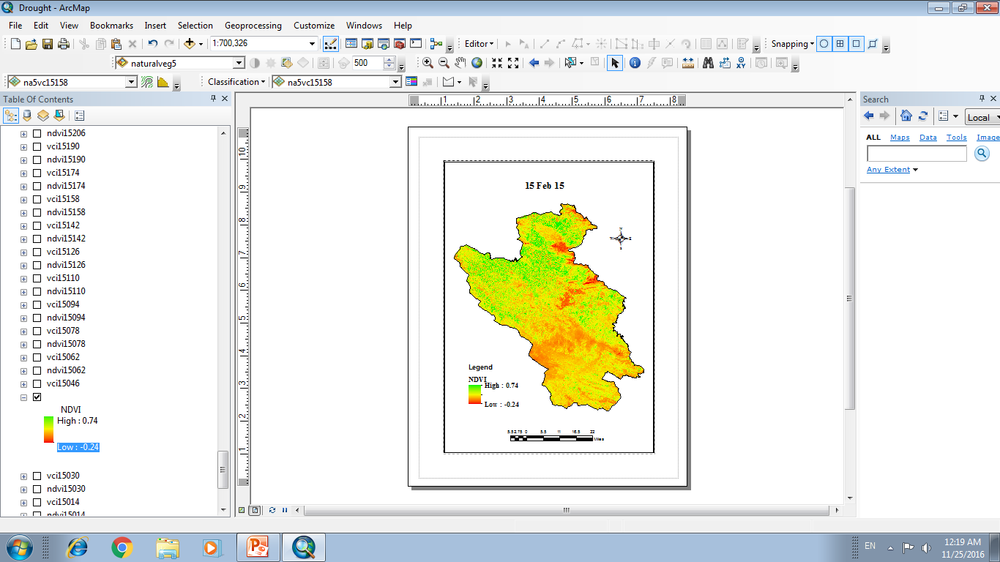 Drought - ArcMap
File Edit View Bookmarks Insert Selection Geoprocessing Customize Windows Help
1:700,326 Editor Snapping
naturalveg5 500
na5vc15158 Classification na5vc15158
Table Of Contents
ndvi15206
vci15190
ndvi15190
vci15174
ndvi15174
vci15158
ndvi15158
vci15142
ndvi15142
vci15126
ndvi15126
vci15110
ndvi15110
vci15094
ndvi15094
vci15078
ndvi15078
vci15062
ndvi15062
vci15046
NDVI
High : 0.74
Low : -0.24
vci15030
ndvi15030
vci15014
ndvi15014
1 2 3 4 5 6 7 8
10
9
8
7
6
5
4
3
2
1
15 Feb 15
N
W E
S
Legend
NDVI
High : 0.74
Low : -0.24
5.5 2.75 0 5.5 11 16.5 22
Miles
Search
Local
ALL Maps Data Tools Image
Any Extent
EN
12:19 AM
11/25/2016